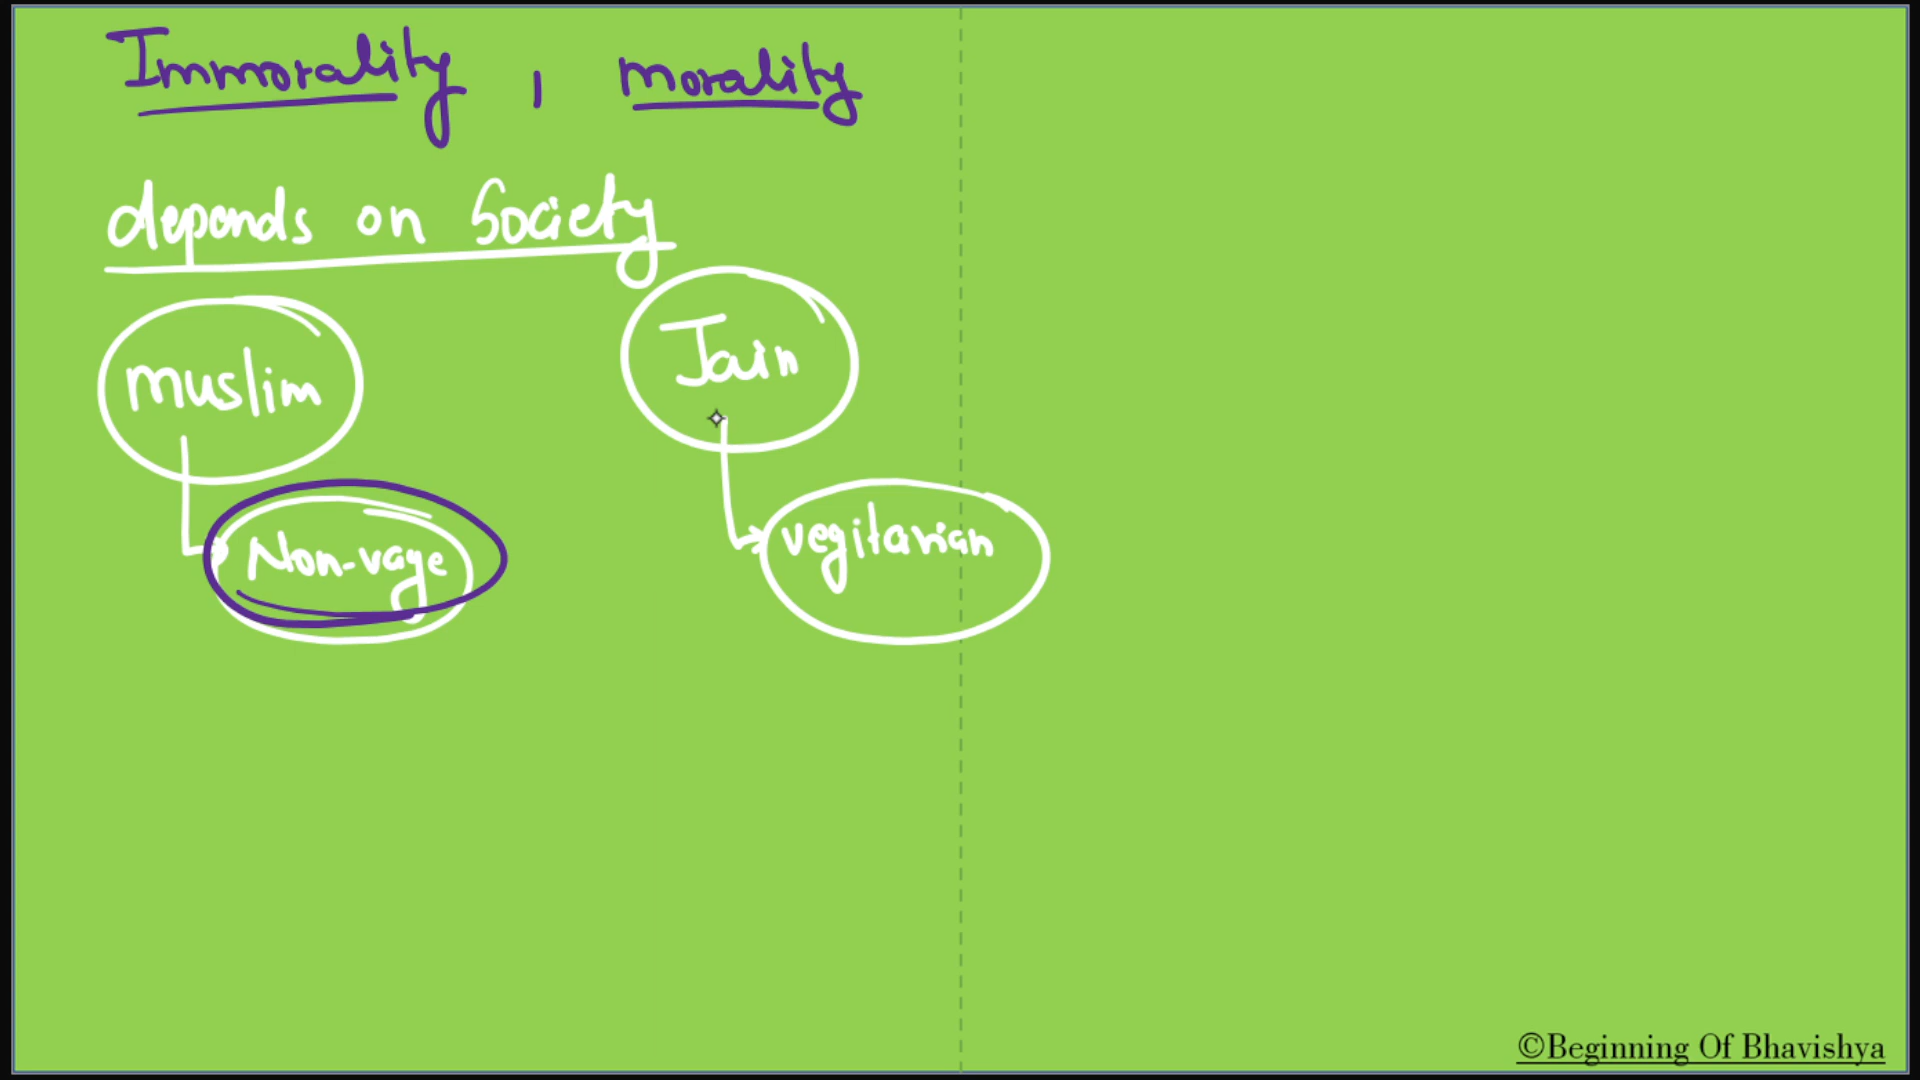 Immorality, morality
depends on Society
Muslim
Jain
Non-vage
vegitarian
©Beginning Of Bhavishya